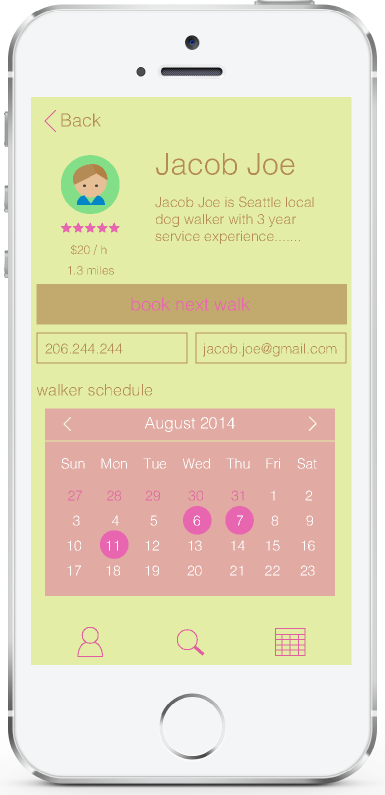 Back
Jacob Joe
Jacob Joe is Seattle local
dog walker with 3 year
service experience.......
$20 / h
1.3 miles
book next walk
206.244.244
jacob.joe@gmail.com
walker schedule
August 2014
Sun Mon Tue Wed Thu Fri Sat
27 28 29 30 31 1 2
3 4 5 6 7 8 9
10 11 12 13 14 15 16
17 18 19 20 21 22 23